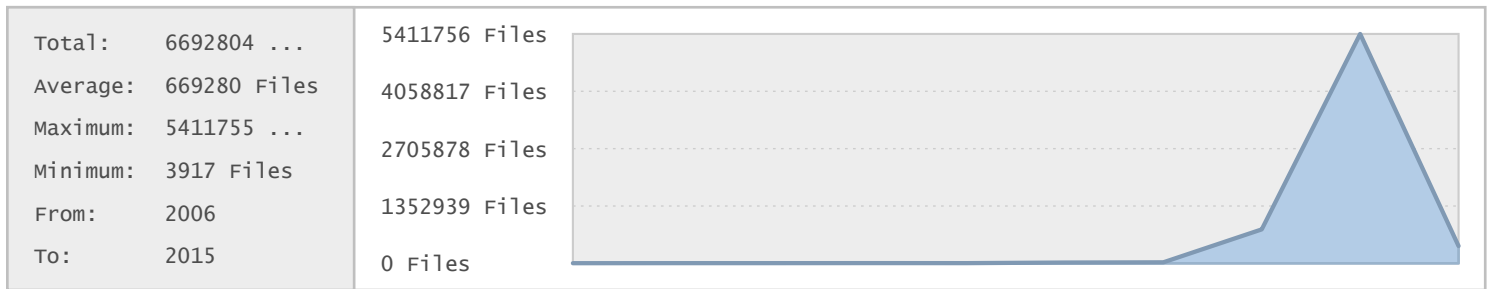 Total: 6692804 ...
Average: 669280 Files
Maximum: 5411755 ...
Minimum: 3917 Files
From: 2006
To: 2015
5411756 Files
4058817 Files
2705878 Files
1352939 Files
0 Files